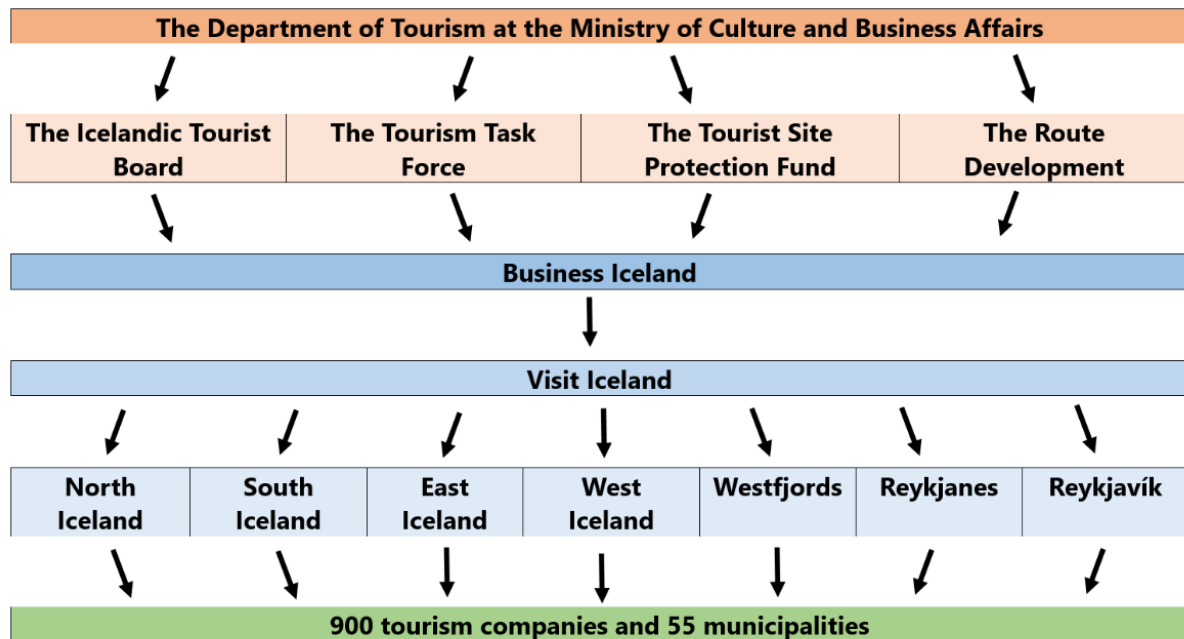 The Department of Tourism at the Ministry of Culture and Business Affairs
The Icelandic Tourist
Board
The Tourism Task
Force
The Tourist Site
Protection Fund
The Route
Development
Business Iceland
Visit Iceland
North
Iceland
South
Iceland
East
Iceland
West
Iceland
Westfjords
Reykjanes
Reykjavík
900 tourism companies and 55 municipalities